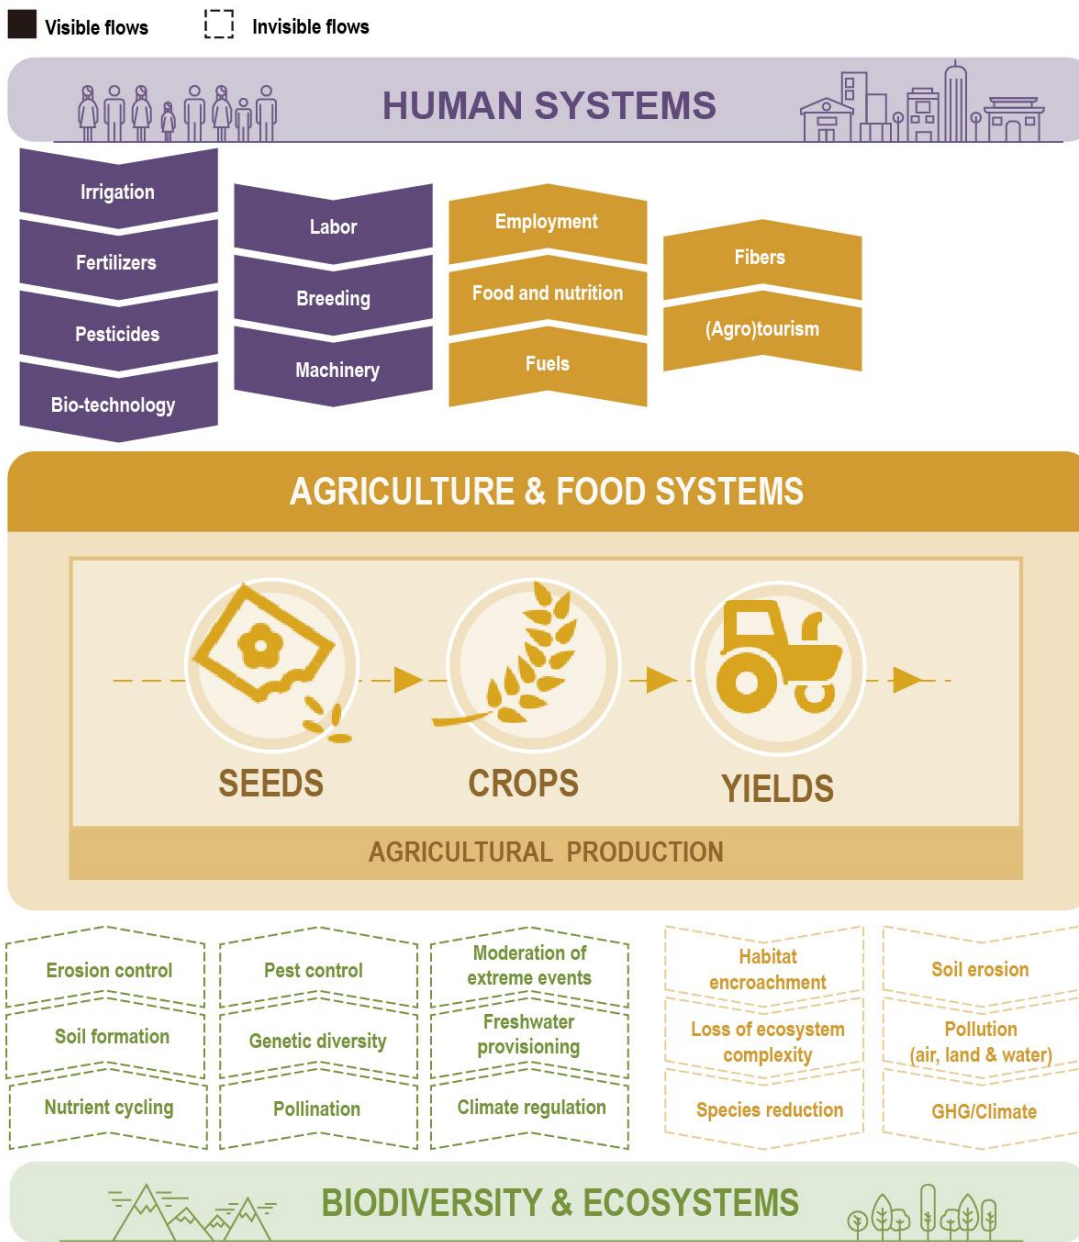 Visible flows
Invisible flows
HUMAN SYSTEMS
Irrigation
Fertilizers
Pesticides
Bio-technology
Labor
Breeding
Machinery
Employment
Food and nutrition
Fuels
Fibers
(Agro)tourism
AGRICULTURE & FOOD SYSTEMS
SEEDS
CROPS
YIELDS
AGRICULTURAL PRODUCTION
Erosion control
Soil formation
Nutrient cycling
Pest control
Genetic diversity
Pollination
Moderation of
extreme events
Freshwater
provisioning
Climate regulation
Habitat
encroachment
Loss of ecosystem
complexity
Species reduction
Soil erosion
Pollution
(air, land & water)
GHG/Climate
BIODIVERSITY & ECOSYSTEMS